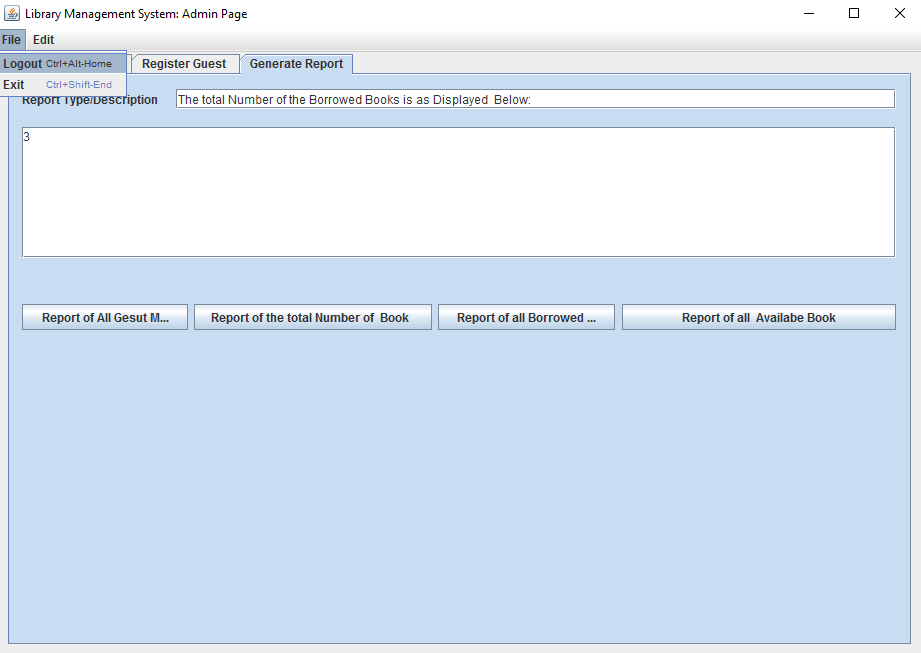 Library Management System: Admin Page
File Edit
Logout Ctrl+Alt-Home
Exit Ctrl+Shift-End
Register Guest
Generate Report
Report Type/Description The total Number of the Borrowed Books is as Displayed Below:
3
Report of All Gesut M...
Report of the total Number of Book
Report of all Borrowed ...
Report of all Availabe Book